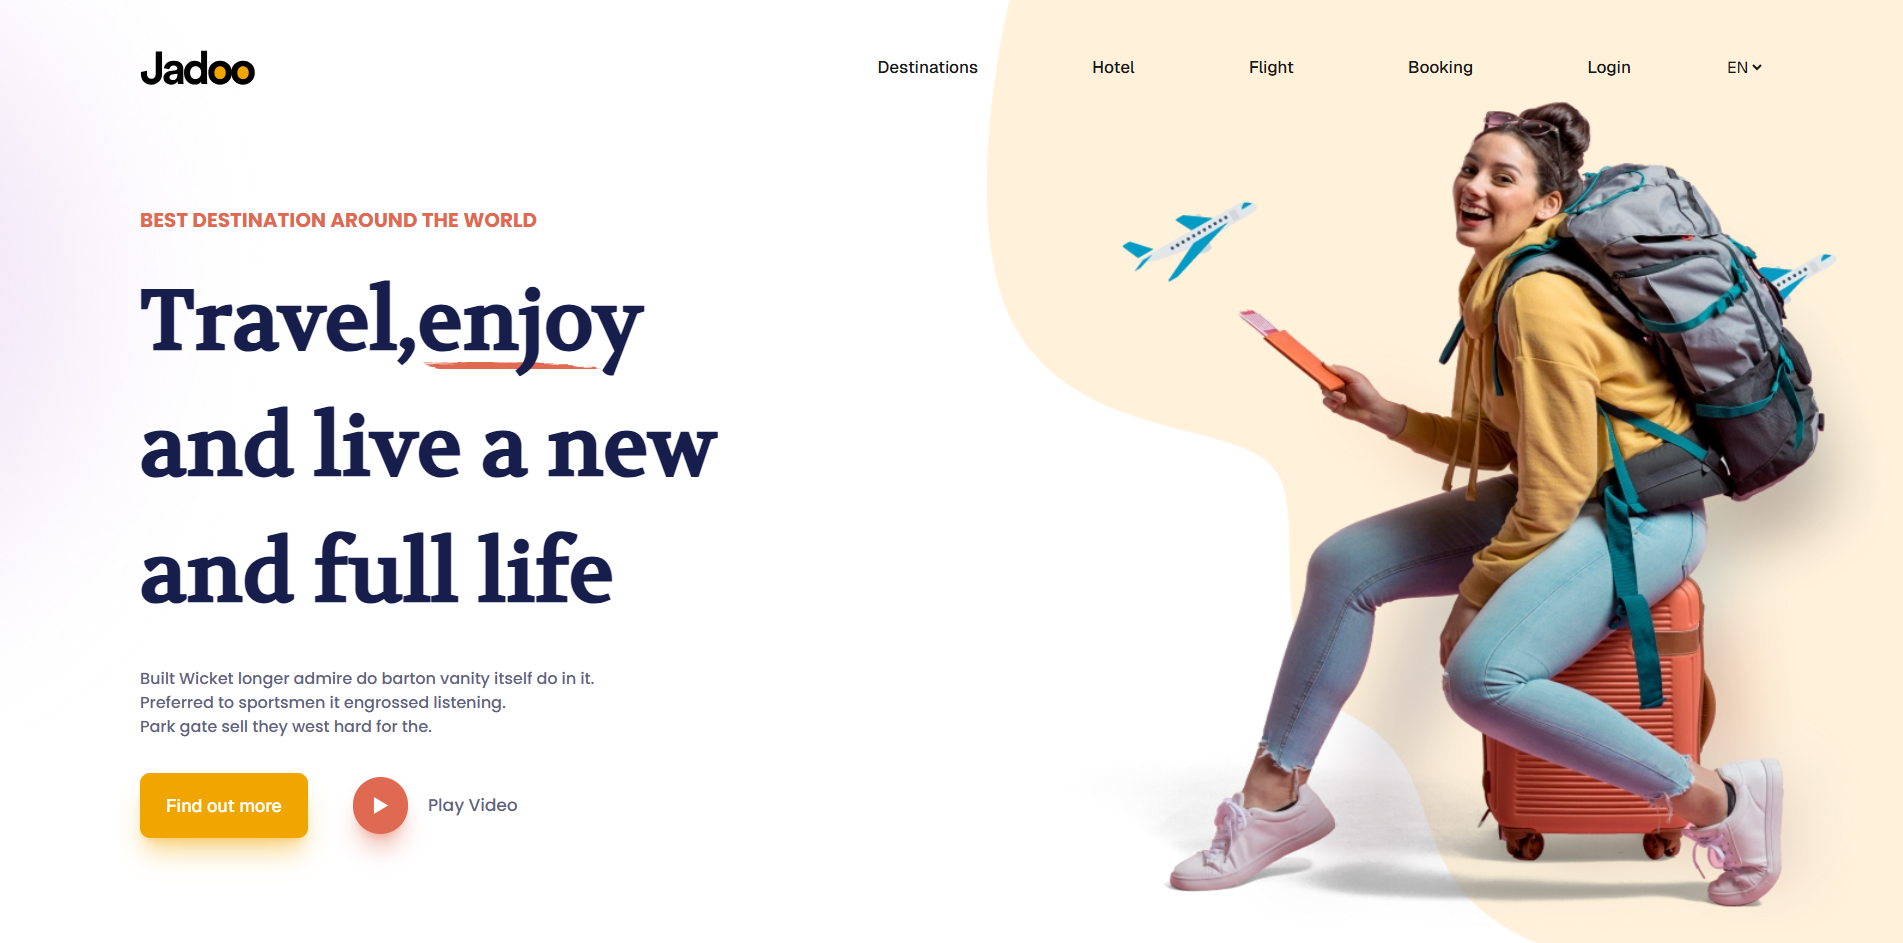 Jadoo
Destinations
Hotel
Flight
Booking
Login
EN
BEST DESTINATION AROUND THE WORLD
Travel,enjoy
and live a new
and full life
Built Wicket longer admire do barton vanity itself do in it.
Preferred to sportsmen it engrossed listening.
Park gate sell they west hard for the.
Find out more
Play Video